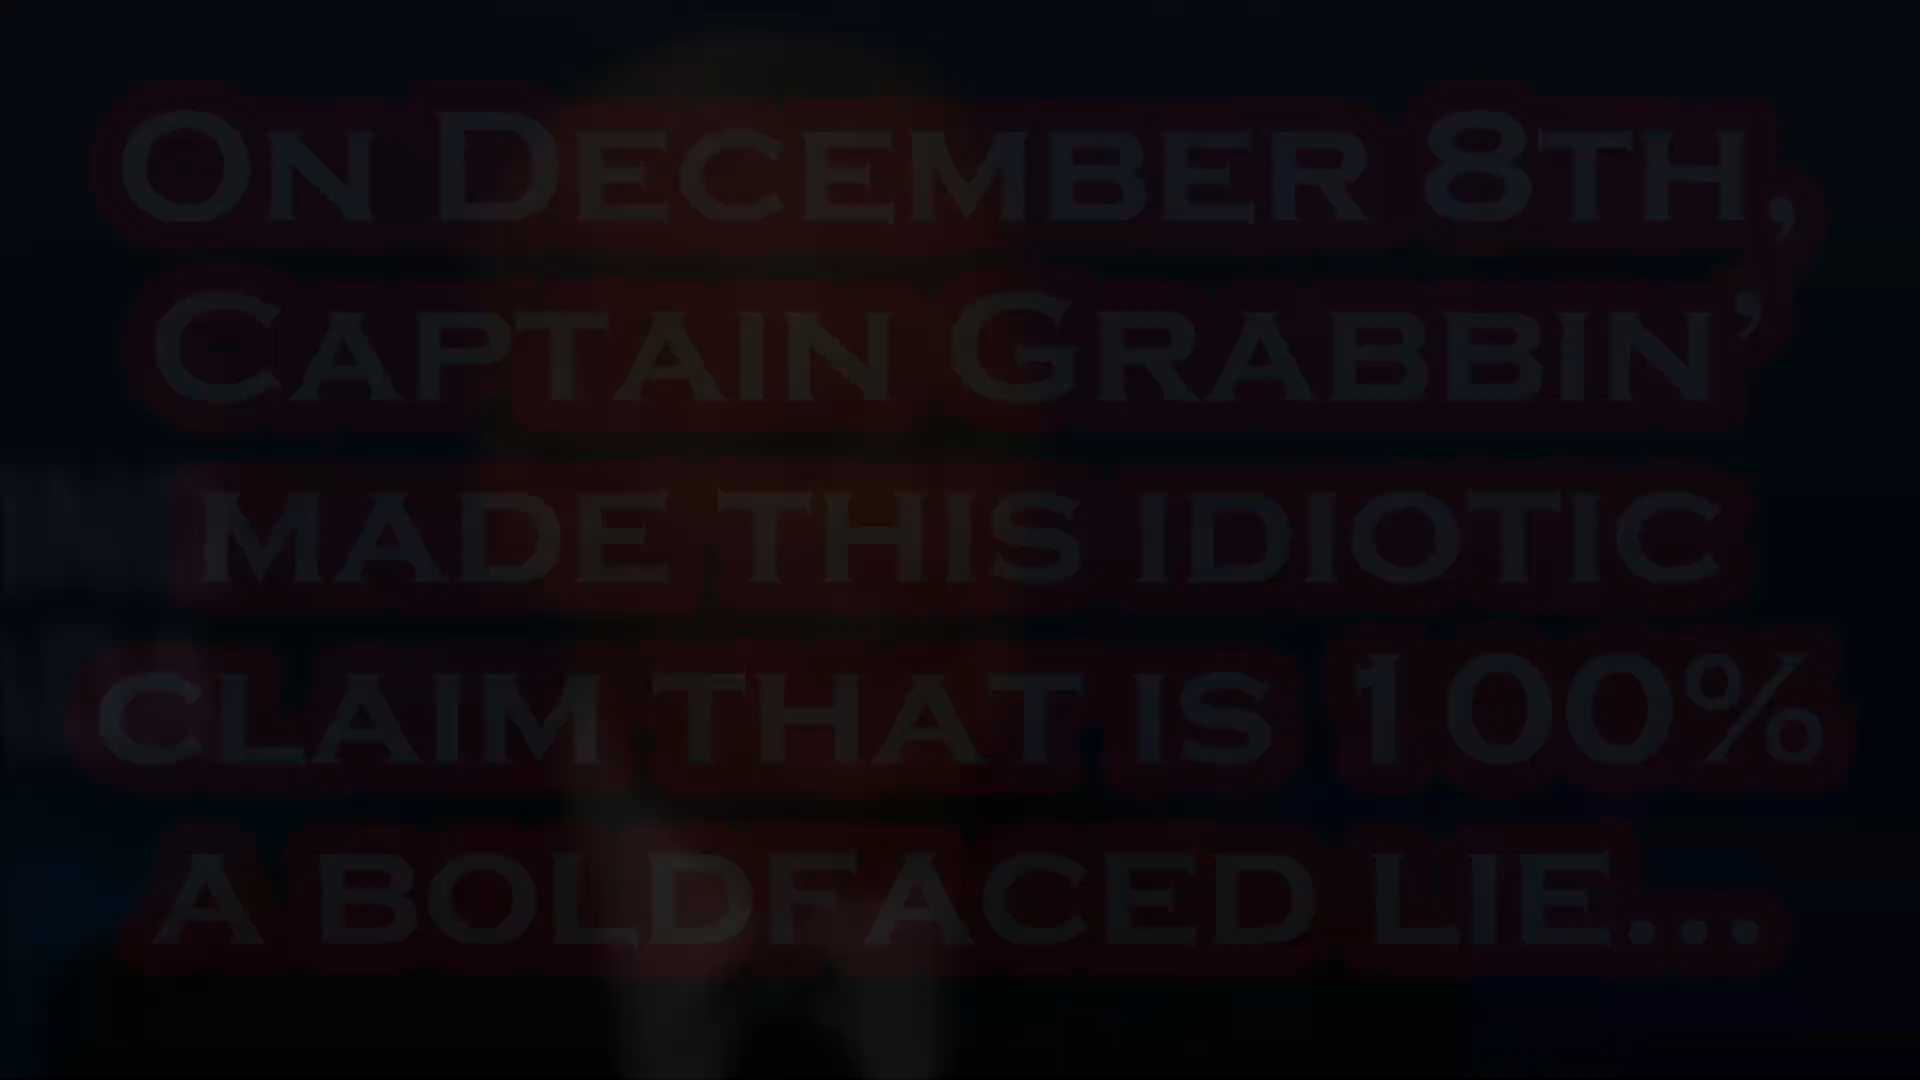 On December 8th,
Captain Grabbin'
made this idiotic
claim that is 100%
a boldfaced lie...